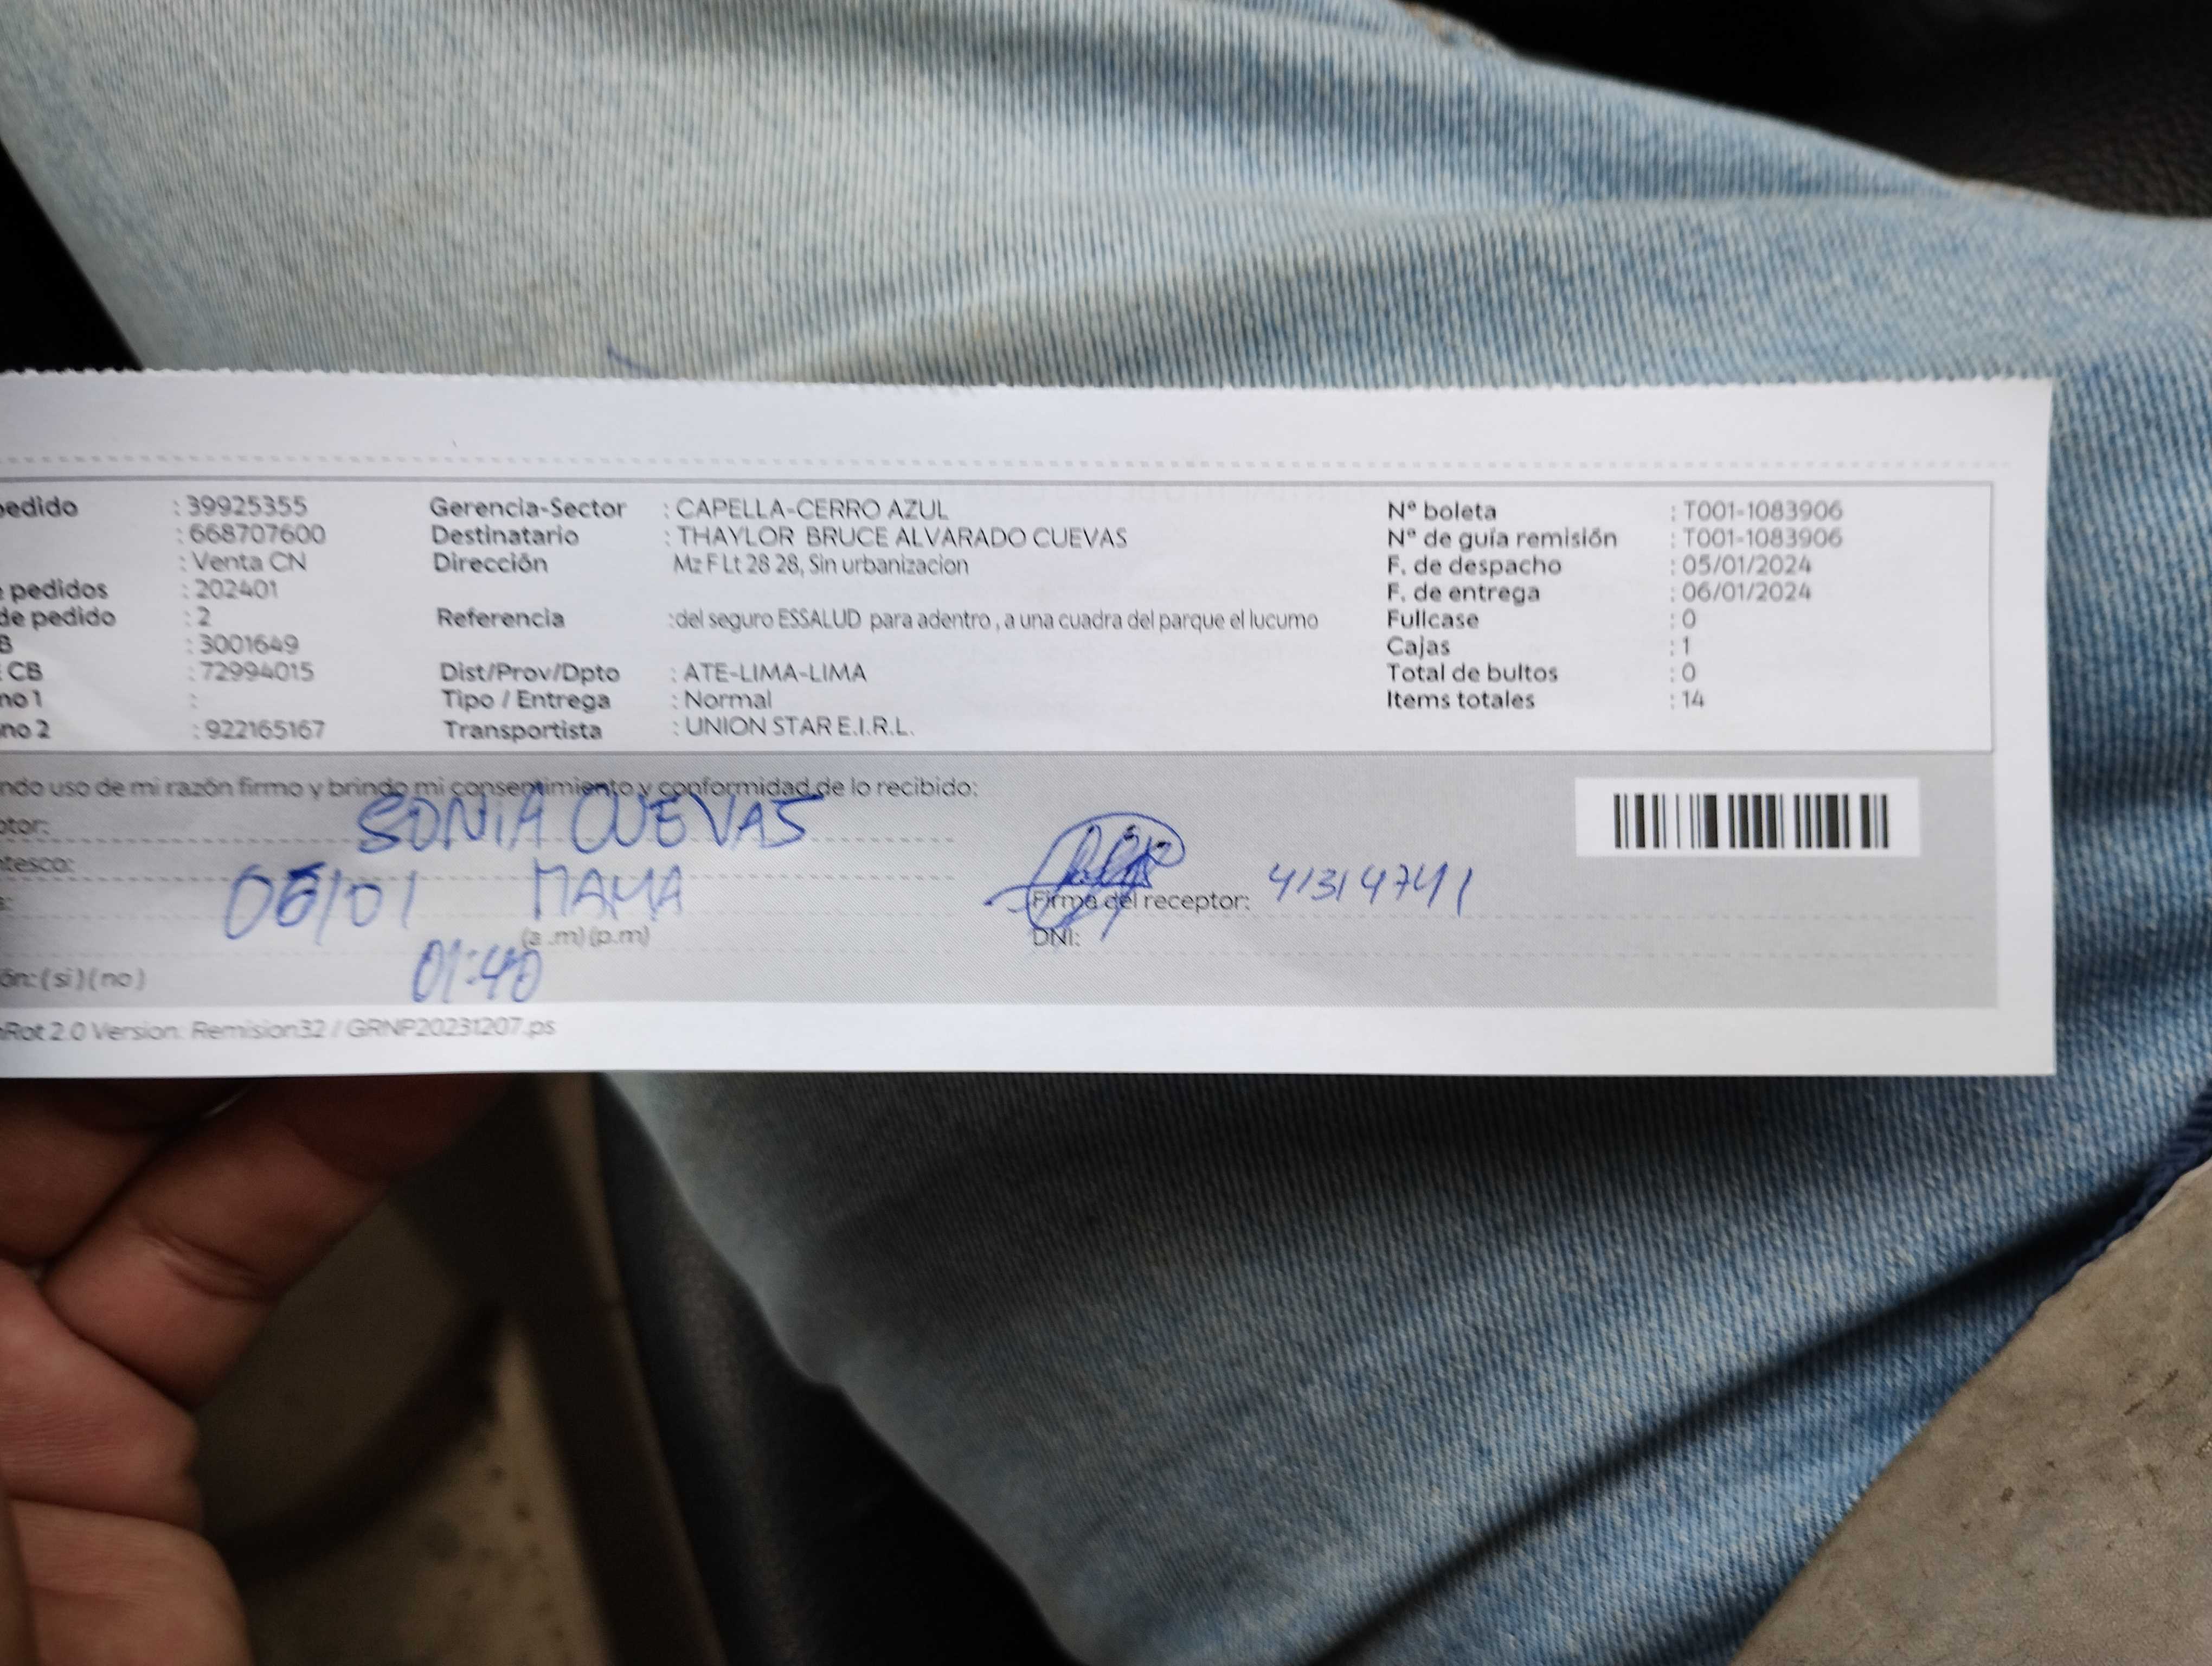 pedido : 39925355 Gerencia-Sector : CAPELLA-CERRO AZUL Nº boleta : T001-1083906
: 668707600 Destinatario : THAYLOR BRUCE ALVARADO CUEVAS Nº de guía remisión : T001-1083906
: Venta CN Dirección Mz F Lt 28 28, Sin urbanizacion F. de despacho : 05/01/2024
pedidos : 202401 F. de entrega : 06/01/2024
de pedido : 2 Referencia :del seguro ESSALUD para adentro , a una cuadra del parque el lucumo Fullcase : 0
B : 3001649 Cajas : 1
CB : 72994015 Dist/Prov/Dpto : ATE-LIMA-LIMA Total de bultos : 0
no 1 : Tipo / Entrega : Normal Items totales : 14
no 2 : 922165167 Transportista : UNION STAR E.I.R.L.
ndo uso de mi razón firmo y brindo mi consentimiento y conformidad de lo recibido:
ptor: SONIA CUEVAS
ntesco:
06/01 MAMA Firma del receptor: 41314741
(a .m) (p.m) DNI:
ón: ( si ) ( no ) 01:40
Rot 2.0 Version: Remision32 / GRNP20231207.ps